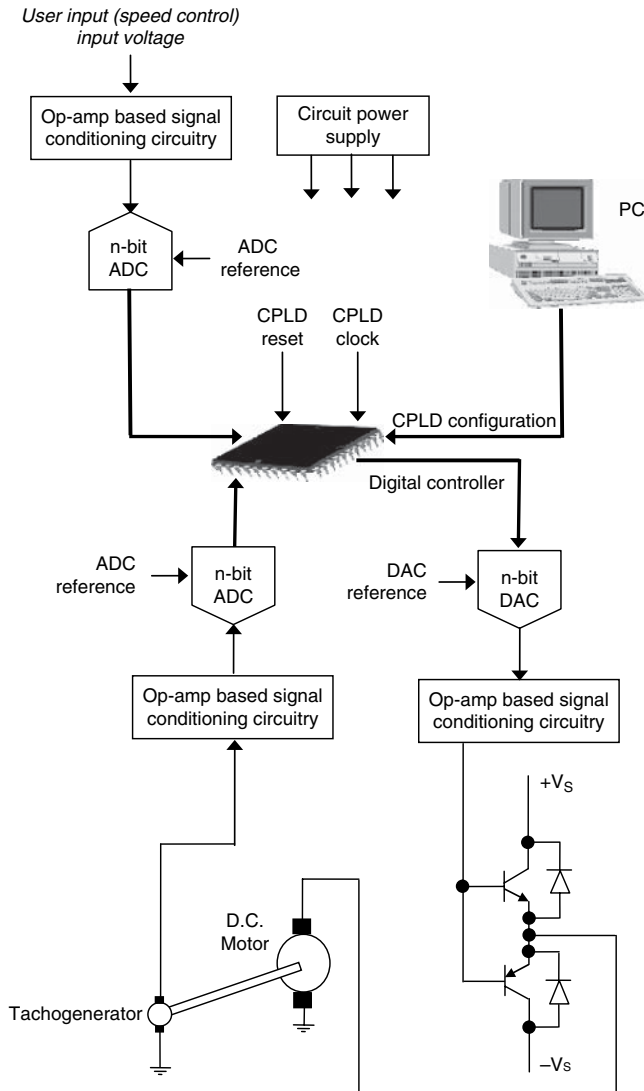 User input (speed control)
input voltage
Op-amp based signal
conditioning circuitry
Circuit power
supply
PC
n-bit
ADC
ADC
reference
CPLD
reset
CPLD
clock
CPLD configuration
Digital controller
ADC
reference
n-bit
ADC
DAC
reference
n-bit
DAC
Op-amp based signal
conditioning circuitry
Op-amp based signal
conditioning circuitry
+VS
D.C.
Motor
Tachogenerator
–VS